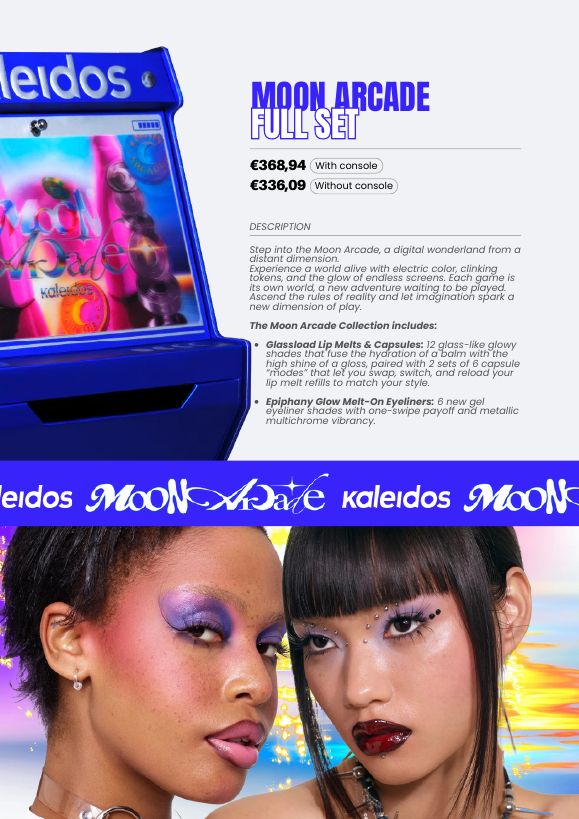 leidos
MOON
ARCADE
kaleidos
MOON ARCADE
FULL SET
€368,94 With console
€336,09 Without console
DESCRIPTION
Step into the Moon Arcade, a digital wonderland from a
distant dimension.
Experience a world alive with electric color, clinking
tokens, and the glow of endless screens. Each game is
its own world, a new adventure waiting to be played.
Ascend the rules of reality and let imagination spark a
new dimension of play.
The Moon Arcade Collection includes:
• Glassload Lip Melts & Capsules: 12 glass-like glowy
shades that fuse the hydration of a balm with the
high shine of a gloss, paired with 2 sets of 6 capsule
“modes” that let you swap, switch, and reload your
lip melt refills to match your style.
• Epiphany Glow Melt-On Eyeliners: 6 new gel
eyeliner shades with one-swipe payoff and metallic
multichrome vibrancy.
leidos MOON ARCADE kaleidos MOON